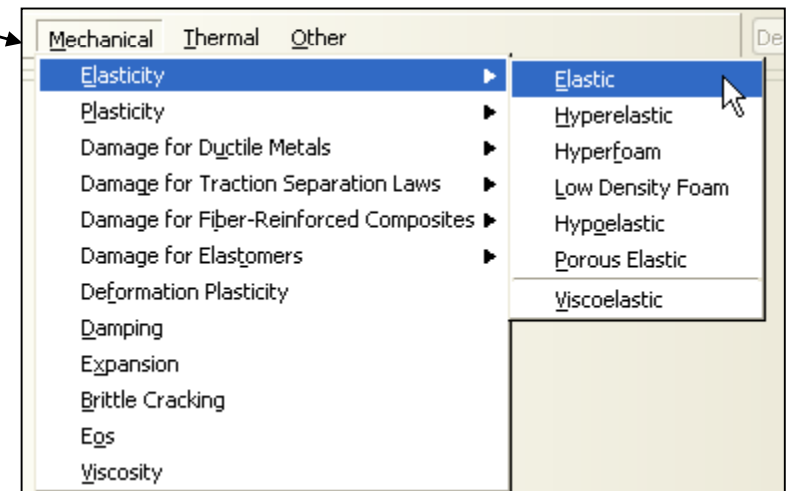 Mechanical Thermal Other
De
Elasticity
Plasticity
Damage for Ductile Metals
Damage for Traction Separation Laws
Damage for Fiber-Reinforced Composites
Damage for Elastomers
Deformation Plasticity
Damping
Expansion
Brittle Cracking
Eos
Viscosity
Elastic
Hyperelastic
Hyperfoam
Low Density Foam
Hypoelastic
Porous Elastic
Viscoelastic